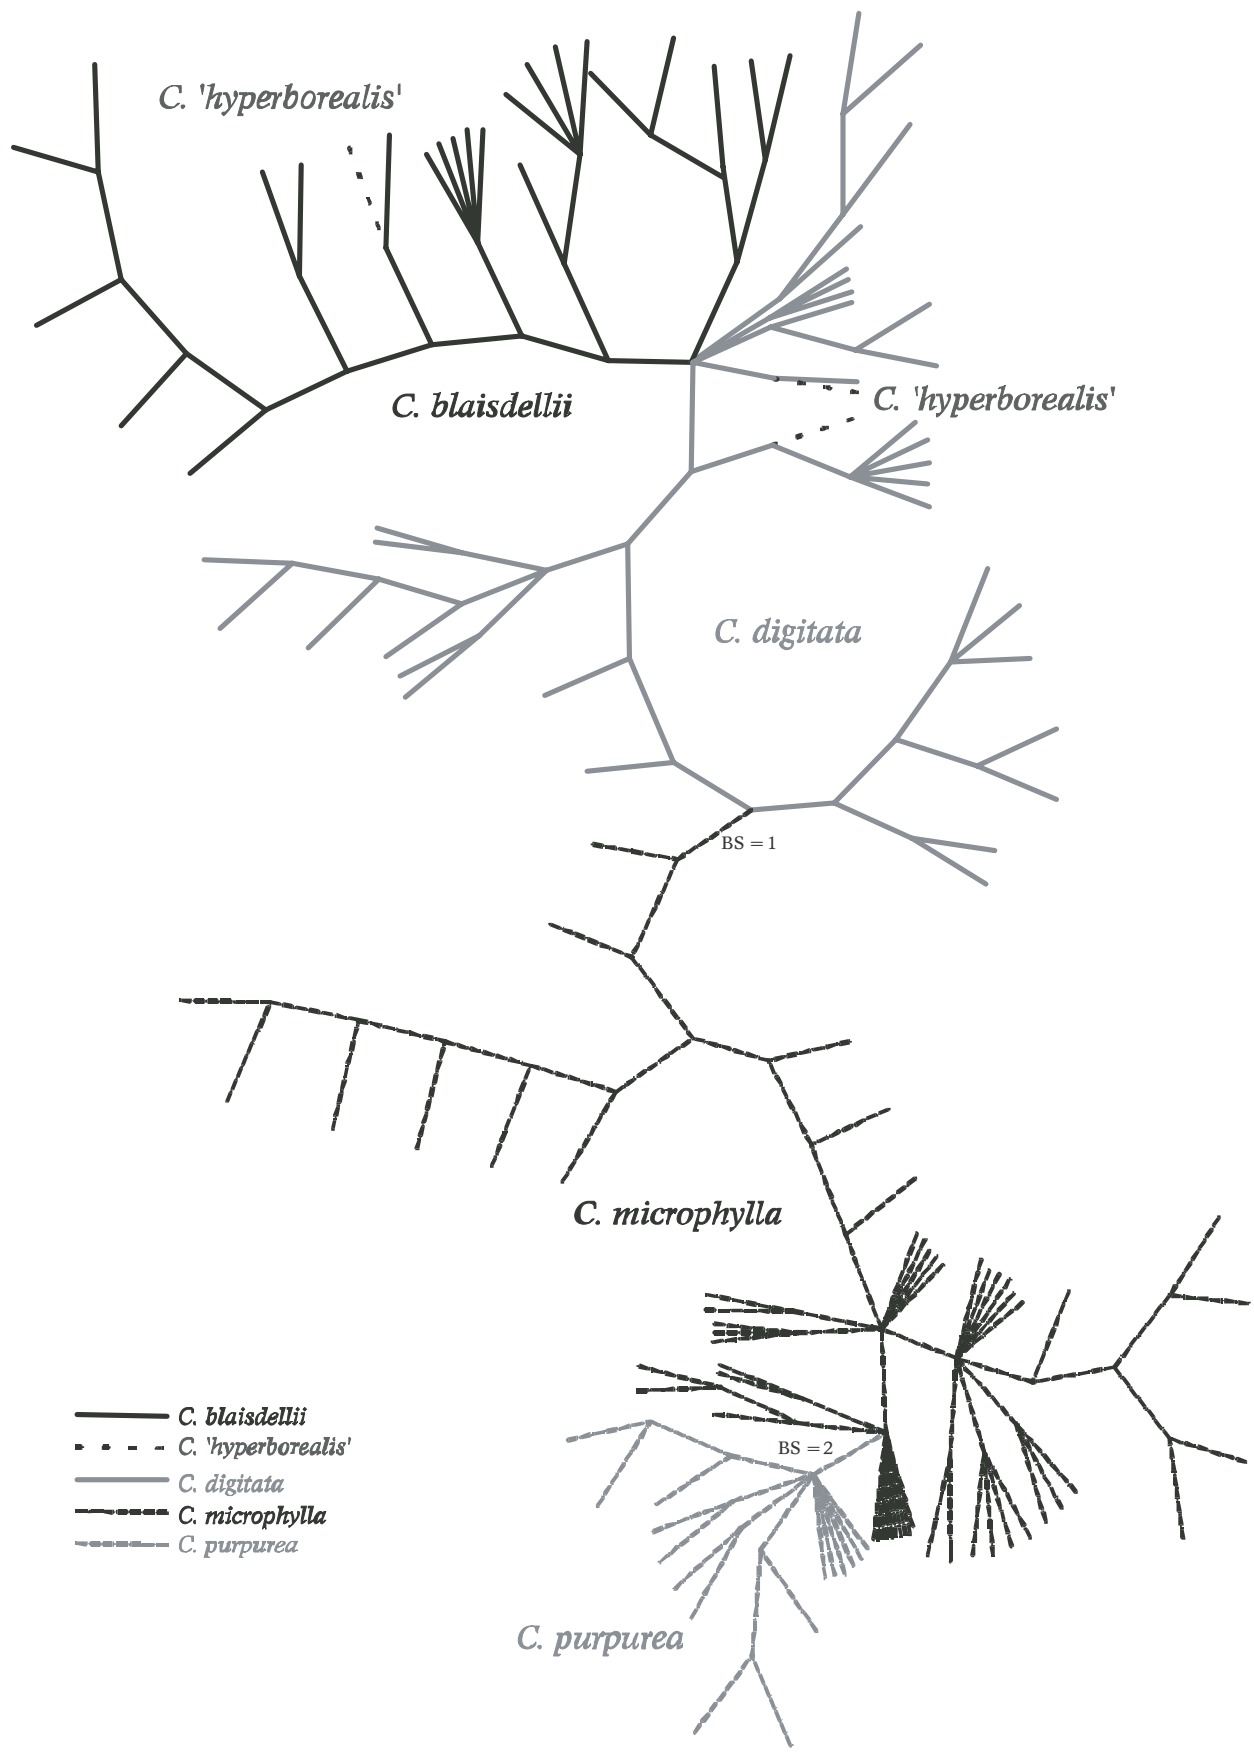 C. 'hyperborealis'
C. blaisdellii
C. 'hyperborealis'
C. digitata
BS = 1
C. microphylla
BS = 2
C. blaisdellii
C. 'hyperborealis'
C. digitata
C. microphylla
C. purpurea
C. purpurea